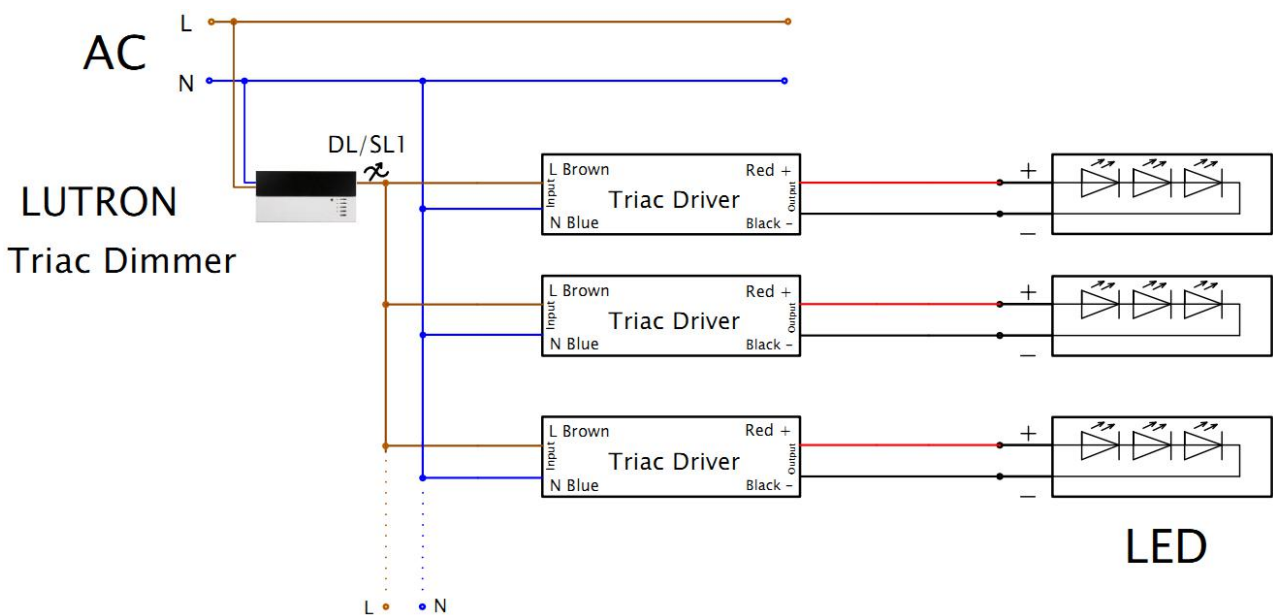 L
AC
N
DL/SL1
LUTRON
Triac Dimmer
L Brown
Input
Triac Driver
N Blue
Red +
Output
Black -
+
−
L Brown
Input
Triac Driver
N Blue
Red +
Output
Black -
+
−
L Brown
Input
Triac Driver
N Blue
Red +
Output
Black -
+
−
LED
L
N